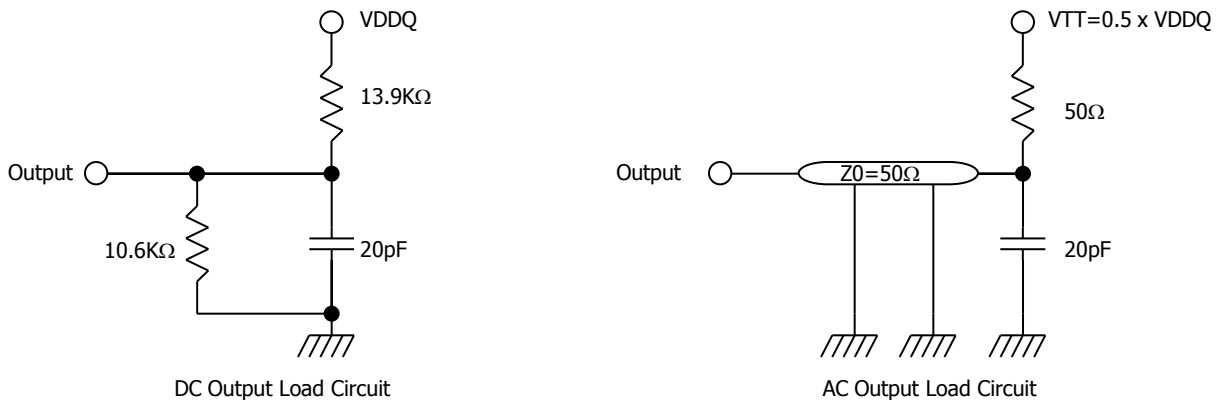 VDDQ
13.9KΩ
Output
10.6KΩ
20pF
DC Output Load Circuit
VTT=0.5 x VDDQ
50Ω
Output
Z0=50Ω
20pF
AC Output Load Circuit